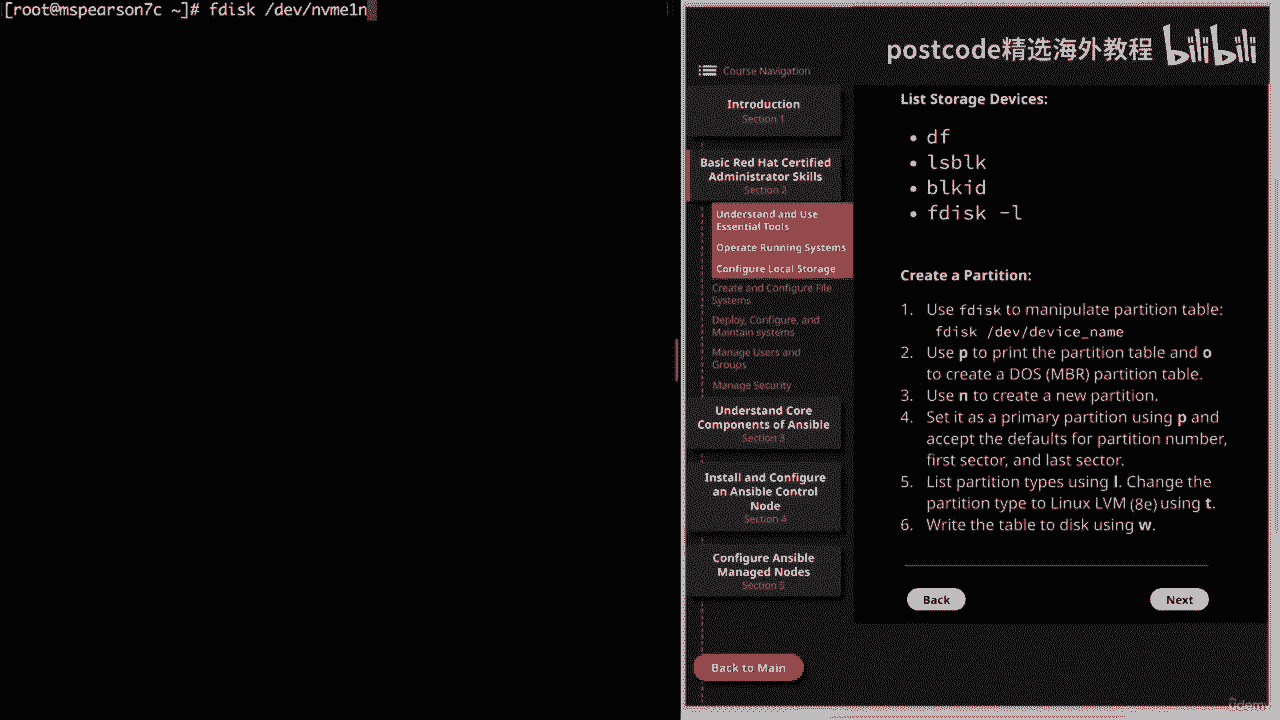 [root@mspearson7c ~]# fdisk /dev/nvme1n
postcode精选海外教程 bilibili
Course Navigation
Introduction
Section 1
Basic Red Hat Certified
Administrator Skills
Section 2
Understand and Use
Essential Tools
Operate Running Systems
Configure Local Storage
Create and Configure File
Systems
Deploy, Configure, and
Maintain systems
Manage Users and
Groups
Manage Security
Understand Core
Components of Ansible
Section 3
Install and Configure
an Ansible Control
Node
Section 4
Configure Ansible
Managed Nodes
Section 5
Back to Main
List Storage Devices:
• df
• lsblk
• blkid
• fdisk -l
Create a Partition:
1. Use fdisk to manipulate partition table:
fdisk /dev/device_name
2. Use p to print the partition table and o
to create a DOS (MBR) partition table.
3. Use n to create a new partition.
4. Set it as a primary partition using p and
accept the defaults for partition number,
first sector, and last sector.
5. List partition types using l. Change the
partition type to Linux LVM (8e) using t.
6. Write the table to disk using w.
Back
Next